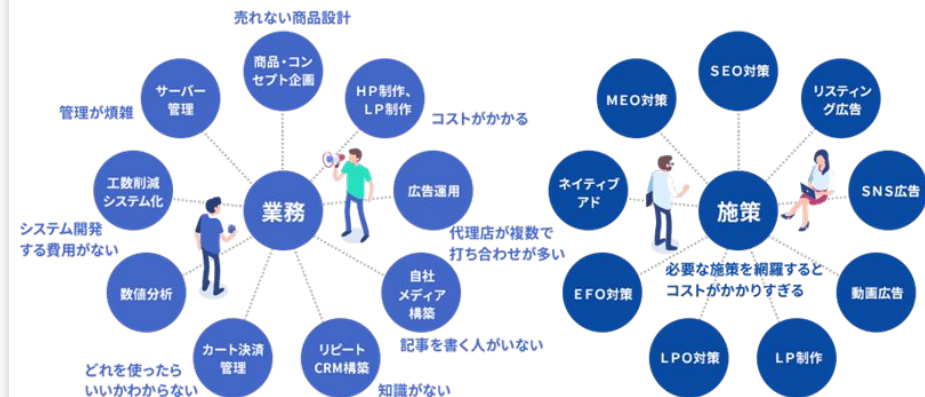 売れない商品設計
商品・コン
セプト企画
サーバー
管理
管理が煩雑
HP制作、
LP制作
コストがかかる
工数削減
システム化
システム開発
する費用がない
業務
広告運用
代理店が複数で
打ち合わせが多い
数値分析
自社
メディア
構築
記事を書く人がいない
カート決済
管理
どれを使ったら
いいかわからない
リピート
CRM構築
知識がない
SEO対策
MEO対策
リスティン
グ広告
ネイティブ
アド
施策
SNS広告
必要な施策を網羅すると
コストがかかりすぎる
EFO対策
動画広告
LPO対策
LP制作